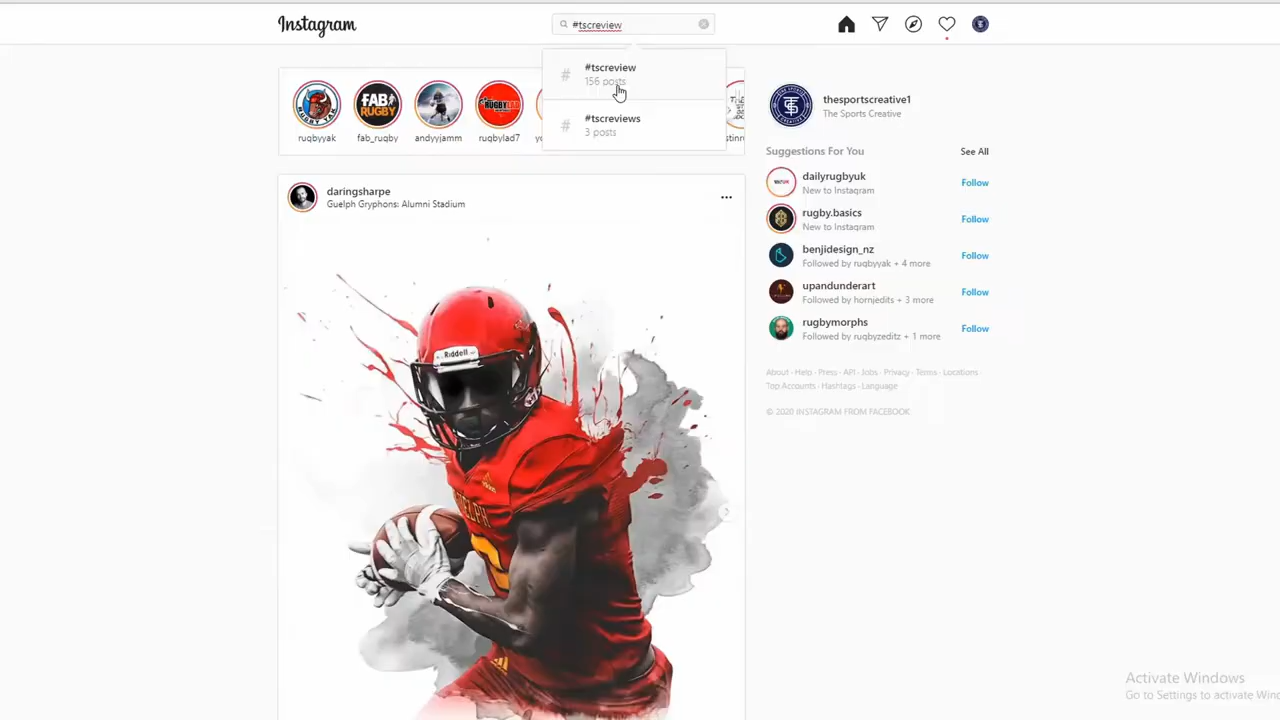 Instagram
#tscreview
#tscreview
156 posts
#tscreviews
3 posts
FAB
RUGBY
rugbyyak
fab_rugby
andyyjamm
rugbylad7
thesportscreative1
The Sports Creative
Suggestions For You
See All
dailyrugbyuk
New to Instagram
Follow
rugby.basics
New to Instagram
Follow
benjidesign_nz
Followed by rugbyyak + 4 more
Follow
upandunderart
Followed by hornjedits + 3 more
Follow
rugbymorphs
Followed by rugbyzeditz + 1 more
Follow
About · Help · Press · API · Jobs · Privacy · Terms · Locations
Top Accounts · Hashtags · Language
© 2020 INSTAGRAM FROM FACEBOOK
daringsharpe
Guelph Gryphons: Alumni Stadium
Riddell
Activate Windows
Go to Settings to activate